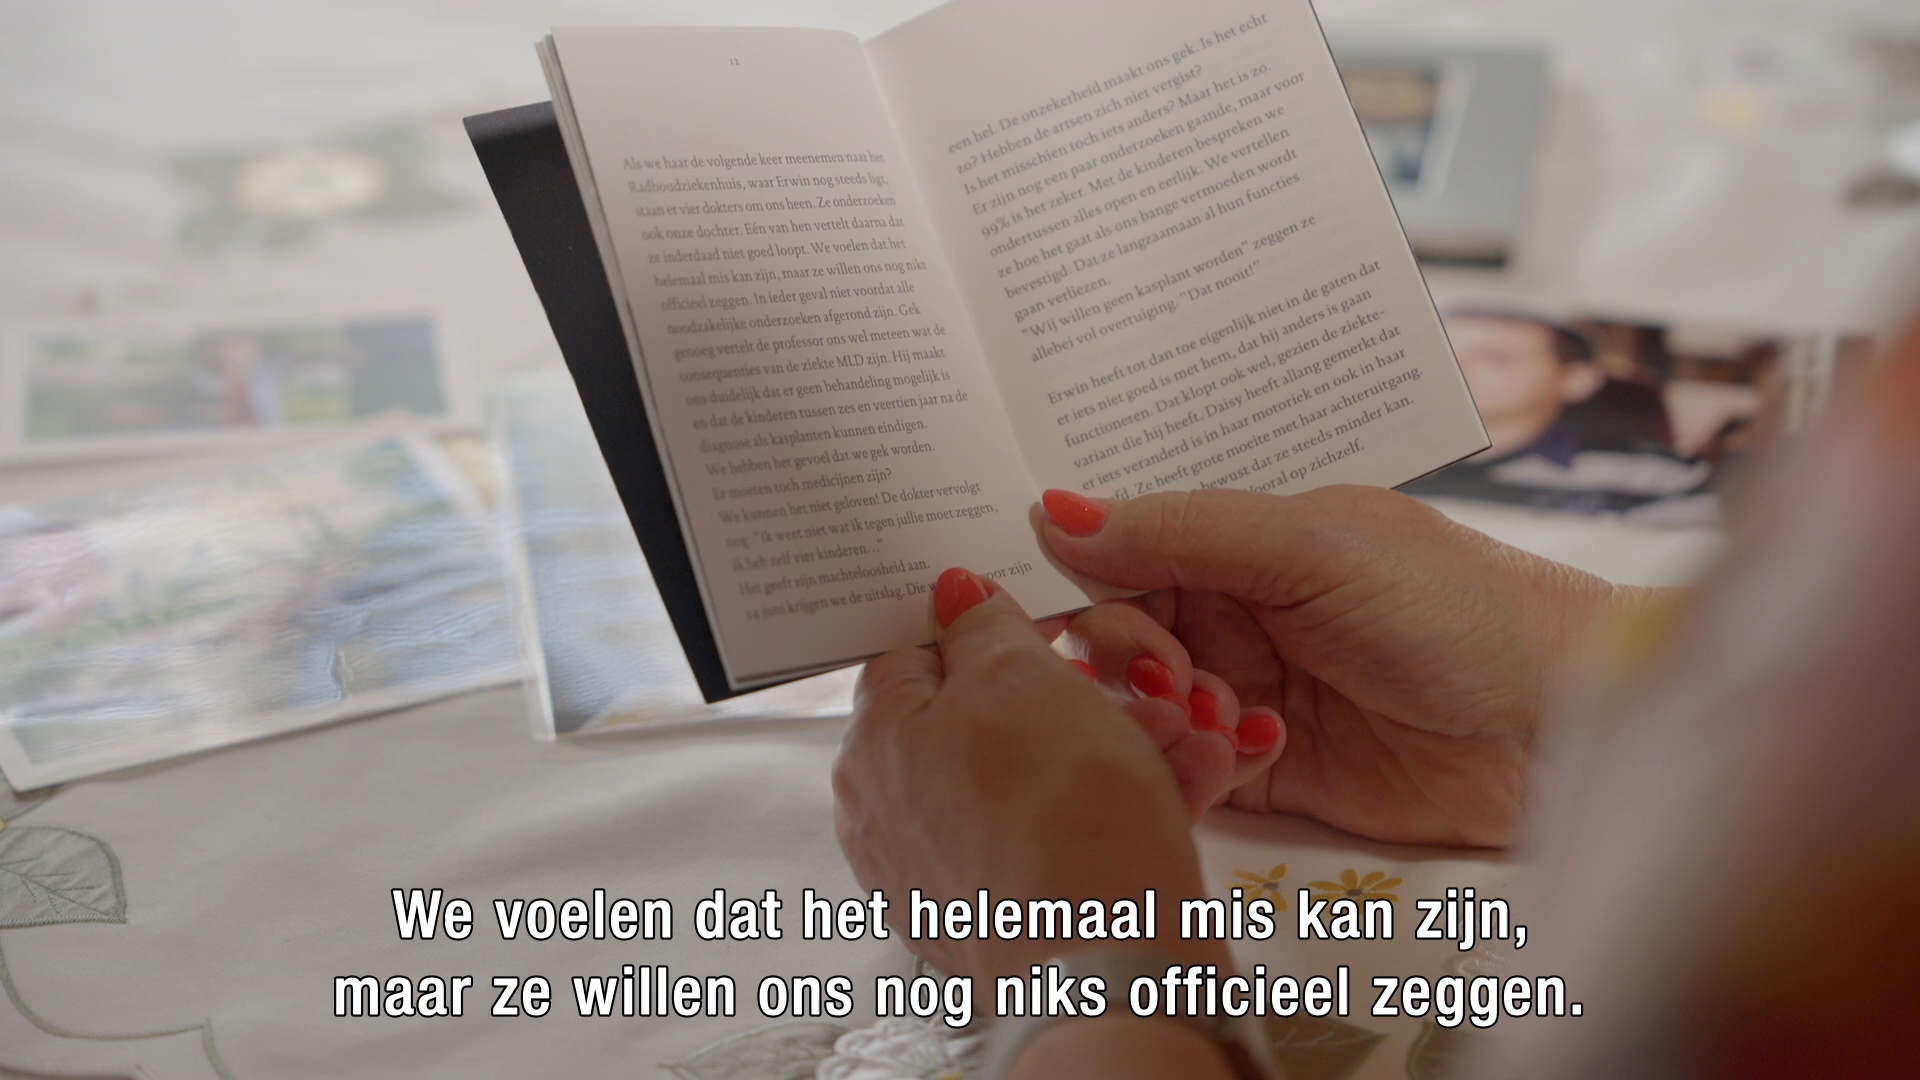 12
Als we haar de volgende keer meenemen naar het
Radboudziekenhuis, waar Erwin nog steeds ligt,
staan er vier dokters om ons heen. Ze onderzoeken
ook onze dochter. Eén van hen vertelt daarna dat
ze inderdaad niet goed loopt. We voelen dat het
helemaal mis kan zijn, maar ze willen ons nog niks
officieel zeggen. In ieder geval niet voordat alle
noodzakelijke onderzoeken afgerond zijn. Gek
genoeg vertelt de professor ons wel meteen wat de
consequenties van de ziekte MLD zijn. Hij maakt
ons duidelijk dat er geen behandeling mogelijk is
en dat de kinderen tussen zes en veertien jaar na de
diagnose als kasplanten kunnen eindigen.
We hebben het gevoel dat we gek worden.
Er moeten toch medicijnen zijn?
We kunnen het niet geloven! De dokter vervolgt
nog: “Ik weet niet wat ik tegen jullie moet zeggen,
ik heb zelf vier kinderen…”
Het geeft zijn machteloosheid aan.
14 juni krijgen we de uitslag. Die voor zijn
een hel. De onzekerheid maakt ons gek. Is het echt
zo? Hebben de artsen zich niet vergist?
Is het misschien toch iets anders? Maar het is zo.
Er zijn nog een paar onderzoeken gaande, maar voor
99% is het zeker. Met de kinderen bespreken we
ondertussen alles open en eerlijk. We vertellen
ze hoe het gaat als ons bange vermoeden wordt
bevestigd. Dat ze langzaamaan al hun functies
gaan verliezen.
“Wij willen geen kasplant worden” zeggen ze
allebei vol overtuiging. “Dat nooit!”
Erwin heeft tot dan toe eigenlijk niet in de gaten dat
er iets niet goed is met hem, dat hij anders is gaan
functioneren. Dat klopt ook wel, gezien de ziekte-
variant die hij heeft. Daisy heeft allang gemerkt dat
er iets veranderd is in haar motoriek en ook in haar
Ze heeft grote moeite met haar achteruitgang.
bewust dat ze steeds minder kan.
Vooral op zichzelf.
We voelen dat het helemaal mis kan zijn,
maar ze willen ons nog niks officieel zeggen.